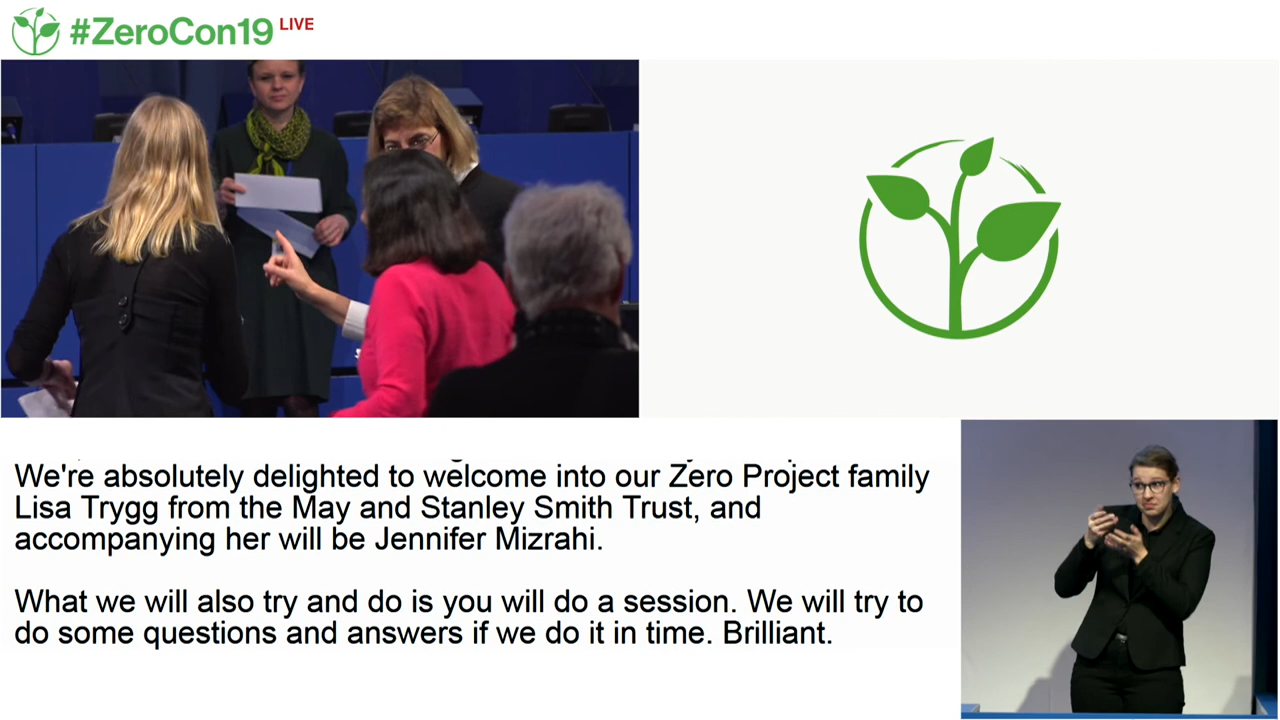 #ZeroCon19 LIVE
We're absolutely delighted to welcome into our Zero Project family
Lisa Trygg from the May and Stanley Smith Trust, and
accompanying her will be Jennifer Mizrahi.
What we will also try and do is you will do a session. We will try to
do some questions and answers if we do it in time. Brilliant.